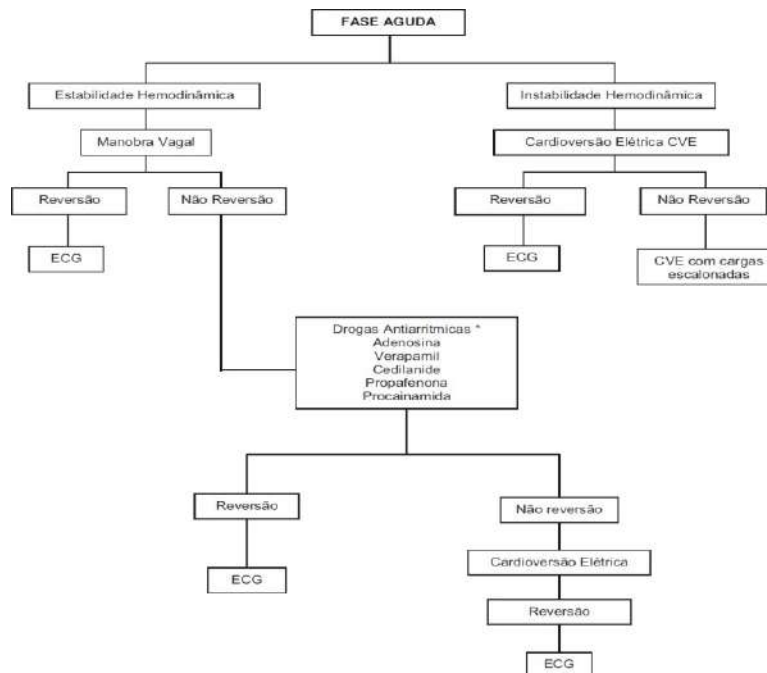 FASE AGUDA
Estabilidade Hemodinâmica
Instabilidade Hemodinâmica
Manobra Vagal
Cardioversão Elétrica CVE
Reversão
Não Reversão
Reversão
Não Reversão
ECG
ECG
CVE com cargas
escalonadas
Drogas Antiarrítmicas *
Adenosina
Verapamil
Cedilanide
Propafenona
Procainamida
Reversão
Não reversão
ECG
Cardioversão Elétrica
Reversão
ECG